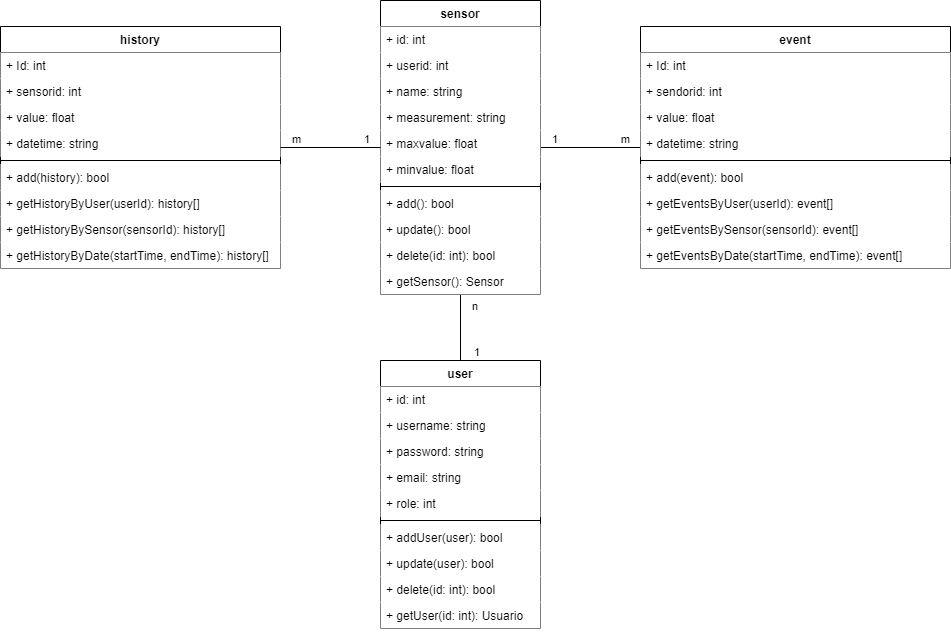 history
+ Id: int
+ sensorid: int
+ value: float
+ datetime: string
+ add(history): bool
+ getHistoryByUser(userId): history[]
+ getHistoryBySensor(sensorId): history[]
+ getHistoryByDate(startTime, endTime): history[]
m
1
sensor
+ id: int
+ userid: int
+ name: string
+ measurement: string
+ maxvalue: float
+ minvalue: float
+ add(): bool
+ update(): bool
+ delete(id: int): bool
+ getSensor(): Sensor
1
m
event
+ Id: int
+ sendorid: int
+ value: float
+ datetime: string
+ add(event): bool
+ getEventsByUser(userId): event[]
+ getEventsBySensor(sensorId): event[]
+ getEventsByDate(startTime, endTime): event[]
n
1
user
+ id: int
+ username: string
+ password: string
+ email: string
+ role: int
+ addUser(user): bool
+ update(user): bool
+ delete(id: int): bool
+ getUser(id: int): Usuario